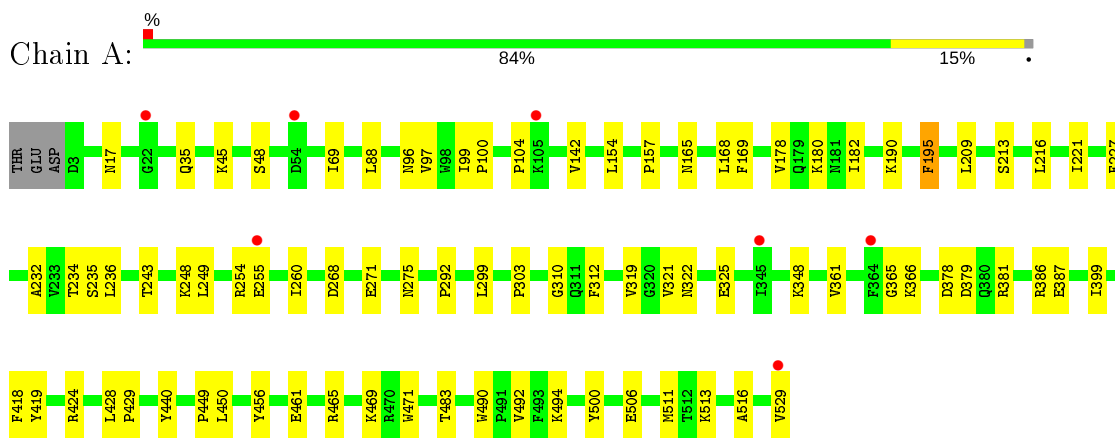 %
Chain A:
84% 15% •
THR GLU ASP D3 N17 G22 Q35 K45 S48 D54 I69 L88 N96 V97 W98 I99 P100 P104 K105 V142 L154 P157 N165 L168 F169 V178 Q179 K180 N181 I182 K190 F195 L209 S213 L216 I221
A232 V233 T234 S235 L236 T243 K248 L249 R254 E255 I260 D268 E271 N275 P292 L299 P303 G310 Q311 F312 V319 G320 V321 N322 E325 I345 K348 V361 F364 G365 K366 D378 D379 Q380 R381 R386 E387 I399
F418 Y419 R424 L428 P429 Y440 P449 L450 Y456 E461 R465 K469 R470 W471 T483 W490 P491 V492 F493 K494 Y500 E506 M511 T512 K513 A516 V529